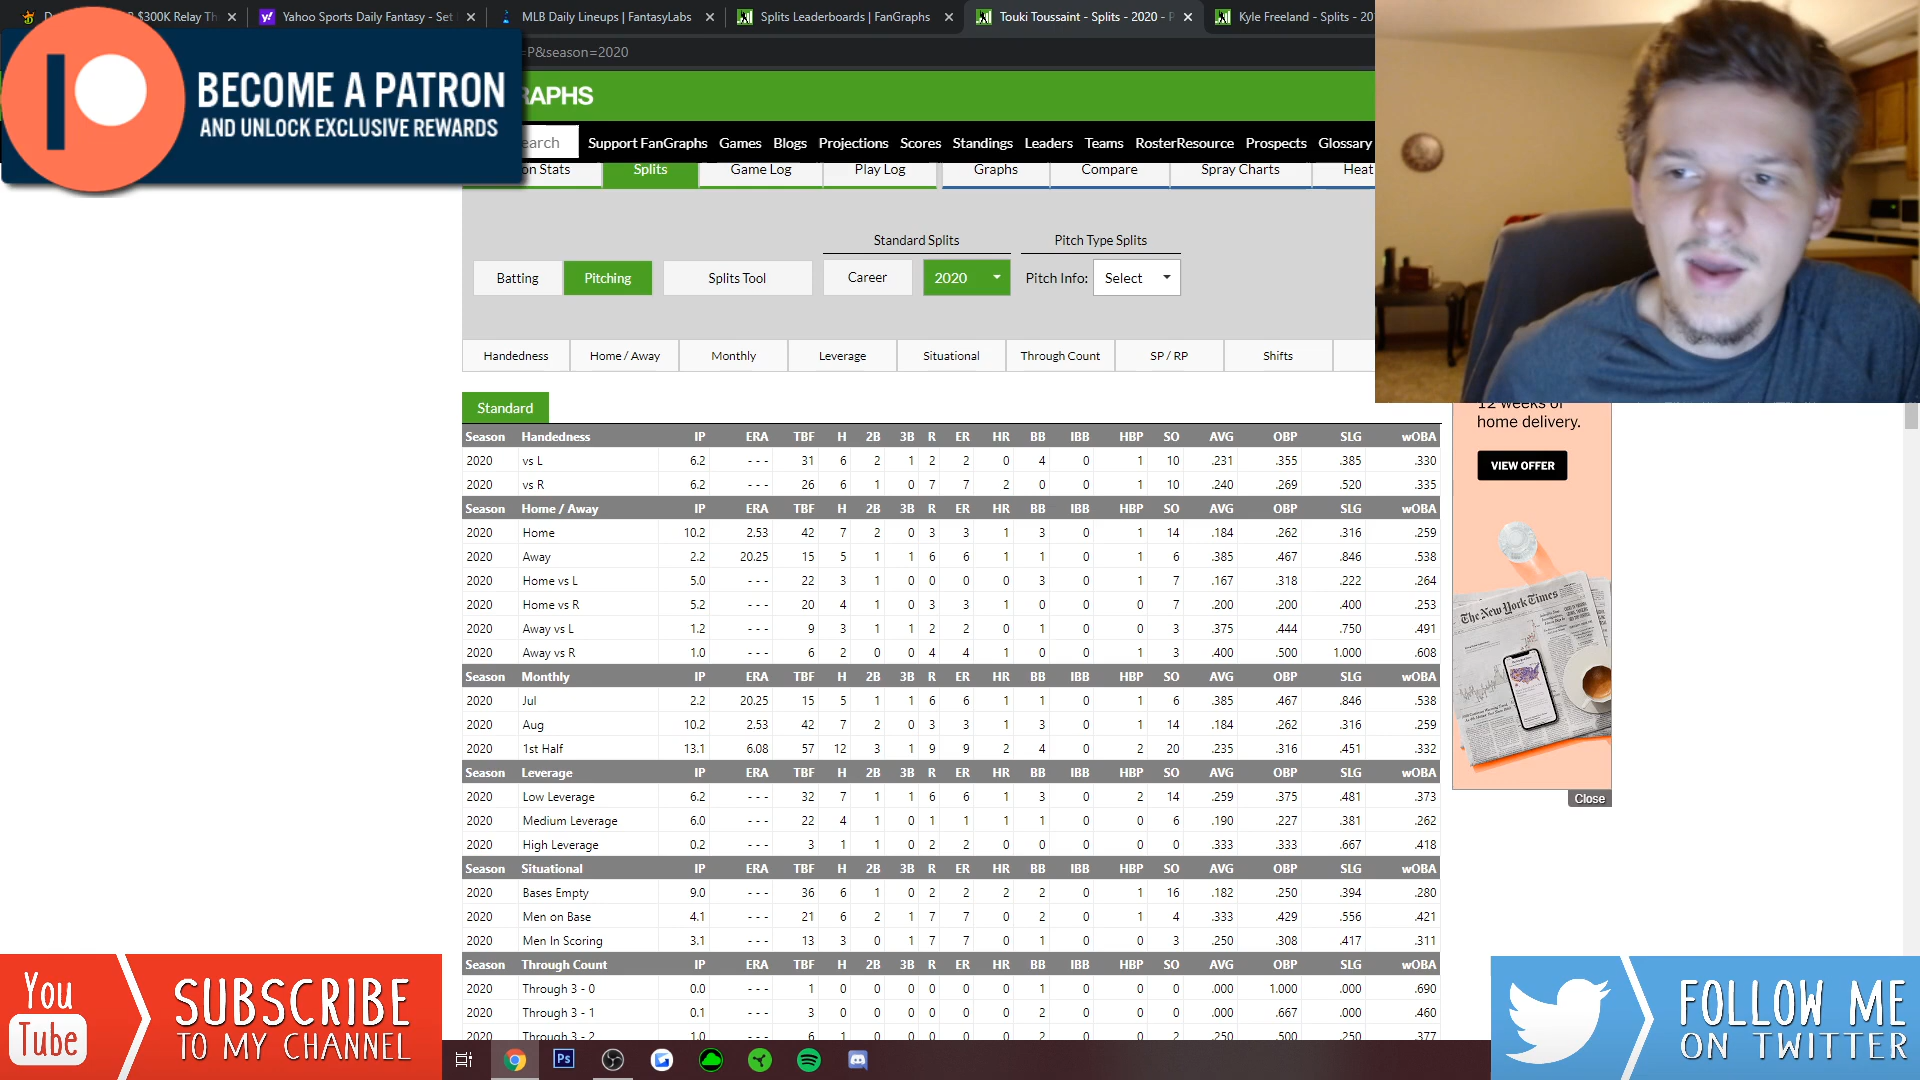 $300K Relay Th
Yahoo Sports Daily Fantasy - Set
MLB Daily Lineups | FantasyLabs
Splits Leaderboards | FanGraphs
Touki Toussaint - Splits - 2020 - P
Kyle Freeland - Splits - 20
=P&season=2020
BECOME A PATRON
AND UNLOCK EXCLUSIVE REWARDS
RAPHS
earch Support FanGraphs Games Blogs Projections Scores Standings Leaders Teams RosterResource Prospects Glossary
on Stats Splits Game Log Play Log Graphs Compare Spray Charts Heat
Standard Splits Pitch Type Splits
Batting Pitching Splits Tool Career 2020 Pitch Info: Select
Handedness Home / Away Monthly Leverage Situational Through Count SP / RP Shifts
Standard
Season Handedness IP ERA TBF H 2B 3B R ER HR BB IBB HBP SO AVG OBP SLG wOBA
2020 vs L 6.2 - - - 31 6 2 1 2 2 0 4 0 1 10 .231 .355 .385 .330
2020 vs R 6.2 - - - 26 6 1 0 7 7 2 0 0 1 10 .240 .269 .520 .335
Season Home / Away IP ERA TBF H 2B 3B R ER HR BB IBB HBP SO AVG OBP SLG wOBA
2020 Home 10.2 2.53 42 7 2 0 3 3 1 3 0 1 14 .184 .262 .316 .259
2020 Away 2.2 20.25 15 5 1 1 6 6 1 1 0 1 6 .385 .467 .846 .538
2020 Home vs L 5.0 - - - 22 3 1 0 0 0 0 3 0 1 7 .167 .318 .222 .264
2020 Home vs R 5.2 - - - 20 4 1 0 3 3 1 0 0 0 7 .200 .200 .400 .253
2020 Away vs L 1.2 - - - 9 3 1 1 2 2 0 1 0 0 3 .375 .444 .750 .491
2020 Away vs R 1.0 - - - 6 2 0 0 4 4 1 0 0 1 3 .400 .500 1.000 .608
Season Monthly IP ERA TBF H 2B 3B R ER HR BB IBB HBP SO AVG OBP SLG wOBA
2020 Jul 2.2 20.25 15 5 1 1 6 6 1 1 0 1 6 .385 .467 .846 .538
2020 Aug 10.2 2.53 42 7 2 0 3 3 1 3 0 1 14 .184 .262 .316 .259
2020 1st Half 13.1 6.08 57 12 3 1 9 9 2 4 0 2 20 .235 .316 .451 .332
Season Leverage IP ERA TBF H 2B 3B R ER HR BB IBB HBP SO AVG OBP SLG wOBA
2020 Low Leverage 6.2 - - - 32 7 1 1 6 6 1 3 0 2 14 .259 .375 .481 .373
2020 Medium Leverage 6.0 - - - 22 4 1 0 1 1 1 1 0 0 6 .190 .227 .381 .262
2020 High Leverage 0.2 - - - 3 1 1 0 2 2 0 0 0 0 0 .333 .333 .667 .418
Season Situational IP ERA TBF H 2B 3B R ER HR BB IBB HBP SO AVG OBP SLG wOBA
2020 Bases Empty 9.0 - - - 36 6 1 0 2 2 2 2 0 1 16 .182 .250 .394 .280
2020 Men on Base 4.1 - - - 21 6 2 1 7 7 0 2 0 1 4 .333 .429 .556 .421
2020 Men In Scoring 3.1 - - - 13 3 0 1 7 7 0 1 0 0 3 .250 .308 .417 .311
Season Through Count IP ERA TBF H 2B 3B R ER HR BB IBB HBP SO AVG OBP SLG wOBA
2020 Through 3 - 0 0.0 - - - 1 0 0 0 0 0 0 1 0 0 0 .000 1.000 .000 .690
2020 Through 3 - 1 0.1 - - - 3 0 0 0 0 0 0 2 0 0 0 .000 .667 .000 .460
2020 Through 3 - 2 1.0 - - - 6 1 0 0 0 0 0 2 0 0 2 .250 .500 .250 .377
12 weeks of
home delivery.
VIEW OFFER
The New York Times
Close
You
Tube
SUBSCRIBE
TO MY CHANNEL
Ps
FOLLOW ME
ON TWITTER